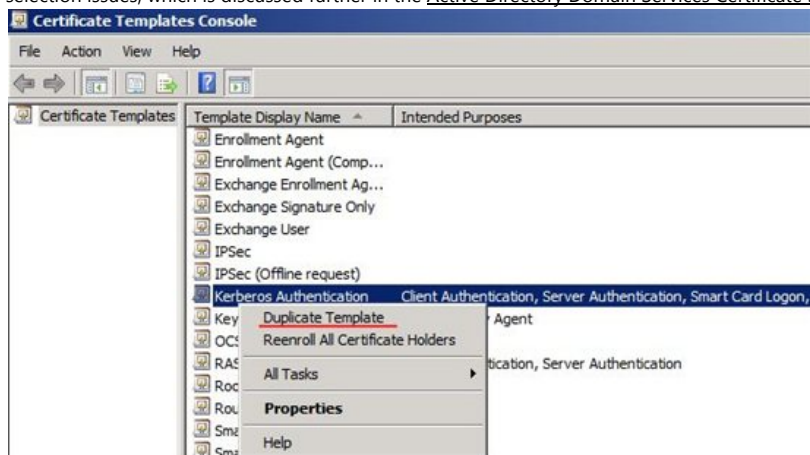 selection issues, which is discussed further in the Active Directory Domain Services Certificate
Certificate Templates Console
File Action View Help
Certificate Templates
Template Display Name Intended Purposes
Enrollment Agent
Enrollment Agent (Comp...
Exchange Enrollment Ag...
Exchange Signature Only
Exchange User
IPSec
IPSec (Offline request)
Kerberos Authentication Client Authentication, Server Authentication, Smart Card Logon,
Key Agent
Duplicate Template
OCS
Reenroll All Certificate Holders
RAS tication, Server Authentication
All Tasks
Roo
Rou
Properties
Sma
Help
Sma